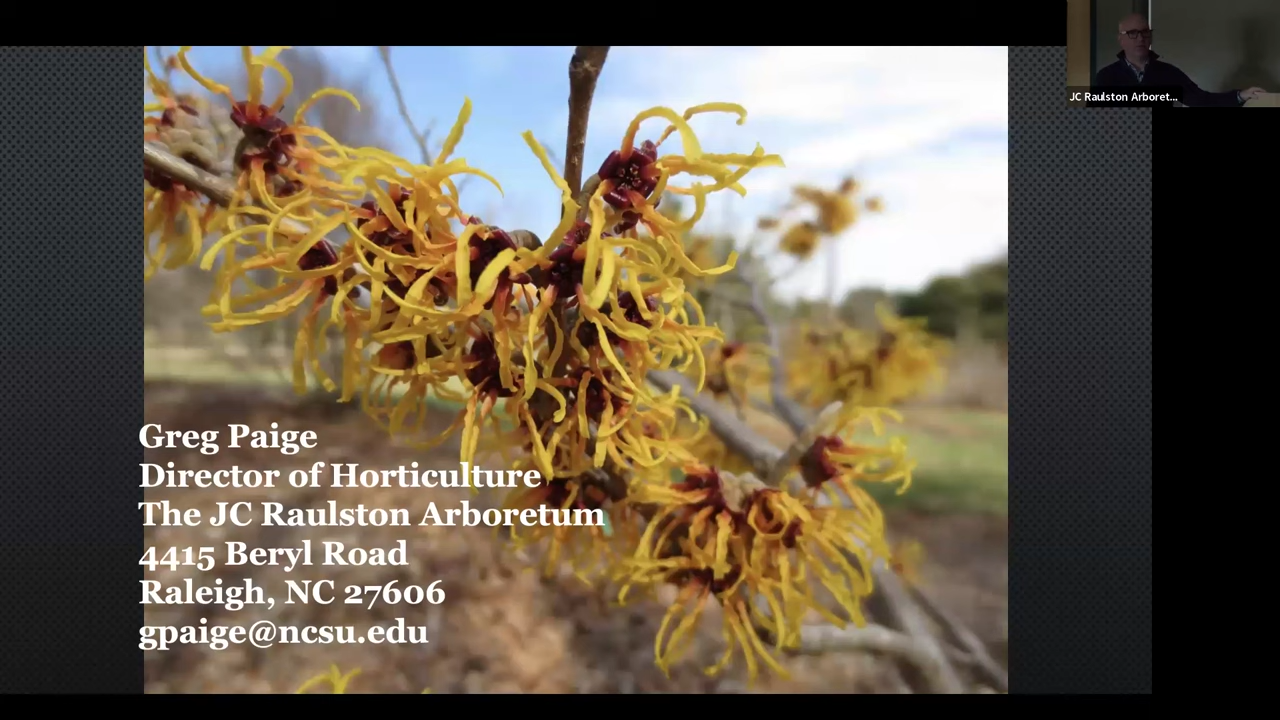 JC Raulston Arboret...
Greg Paige
Director of Horticulture
The JC Raulston Arboretum
4415 Beryl Road
Raleigh, NC 27606
gpaige@ncsu.edu